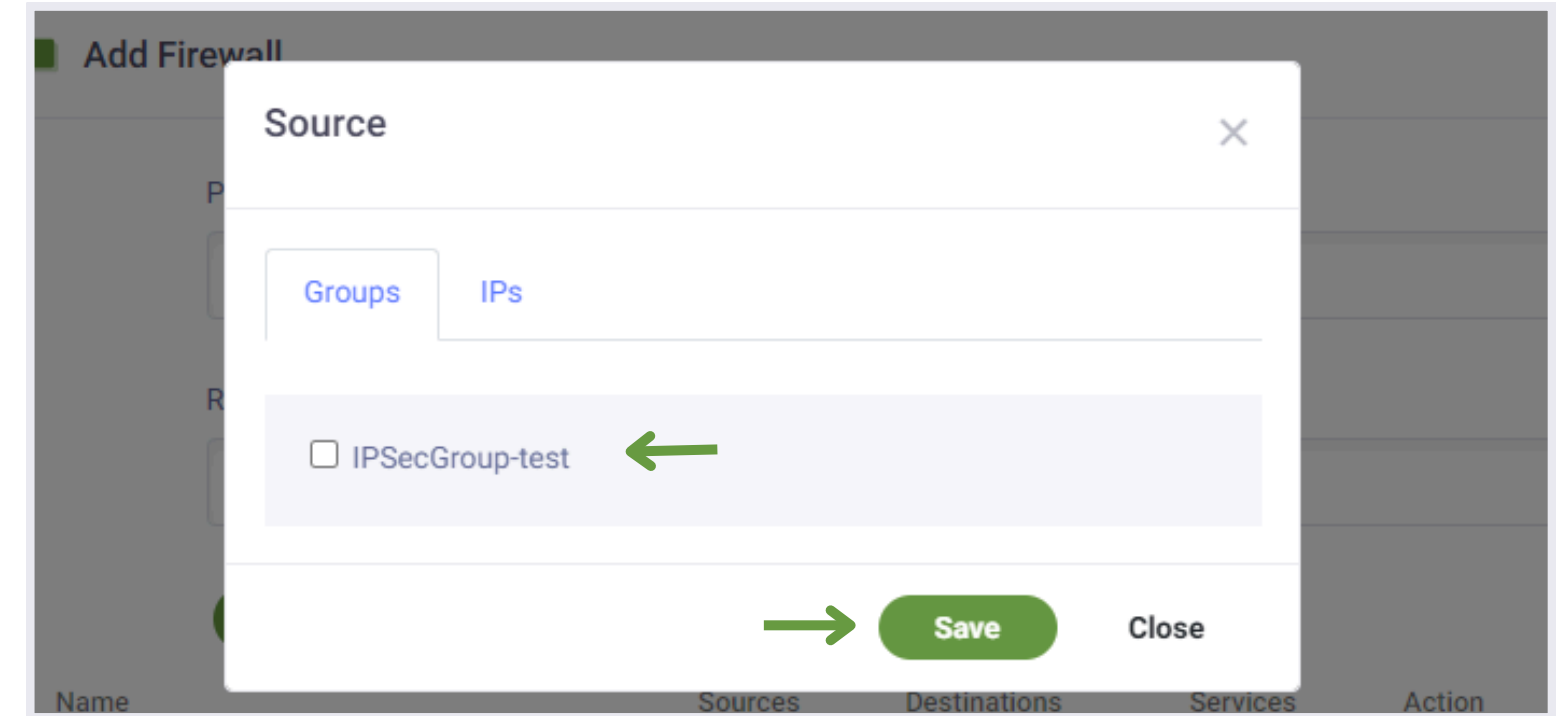 Add Firewall
Source
P
Groups IPs
R
IPSecGroup-test
Save Close
Name Sources Destinations Services Action